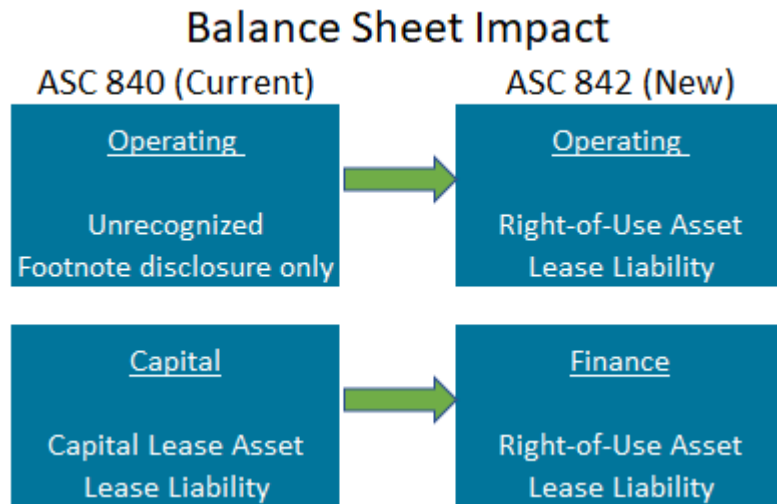 Balance Sheet Impact
ASC 840 (Current)
ASC 842 (New)
Operating
Unrecognized
Footnote disclosure only
Operating
Right-of-Use Asset
Lease Liability
Capital
Capital Lease Asset
Lease Liability
Finance
Right-of-Use Asset
Lease Liability